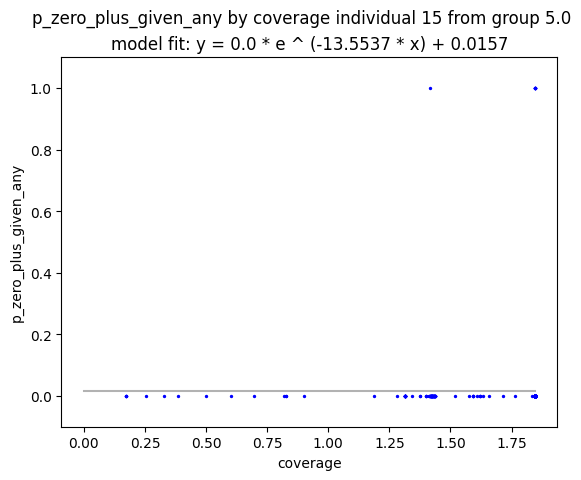 p_zero_plus_given_any by coverage individual 15 from group 5.0
model fit: y = 0.0 * e ^ (-13.5537 * x) + 0.0157
1.0
0.8
0.6
0.4
0.2
0.0
p_zero_plus_given_any
0.00 0.25 0.50 0.75 1.00 1.25 1.50 1.75
coverage